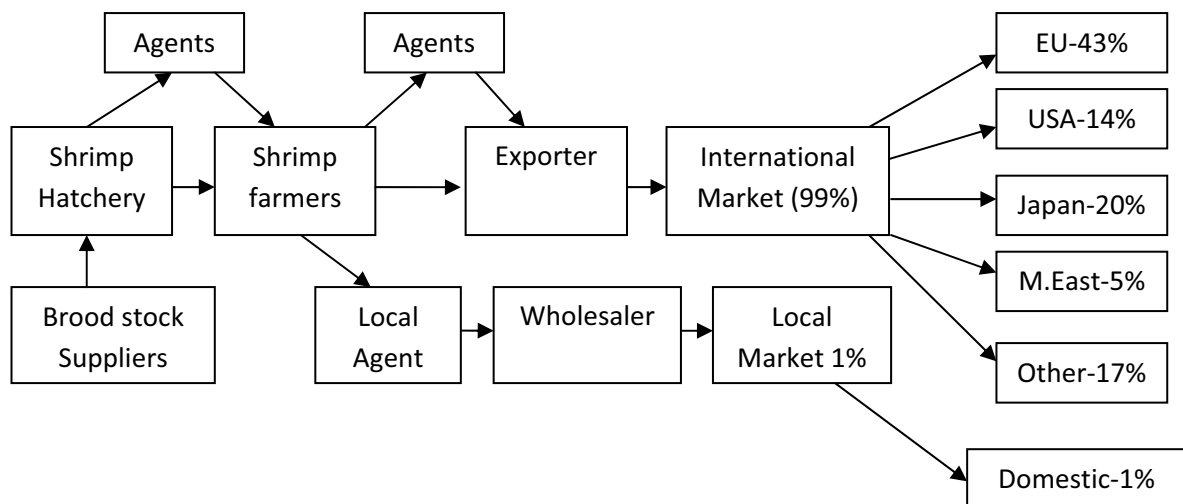 Agents
Agents
EU-43%
USA-14%
Shrimp
Hatchery
Shrimp
farmers
Exporter
International
Market (99%)
Japan-20%
M.East-5%
Brood stock
Suppliers
Local
Agent
Wholesaler
Local
Market 1%
Other-17%
Domestic-1%